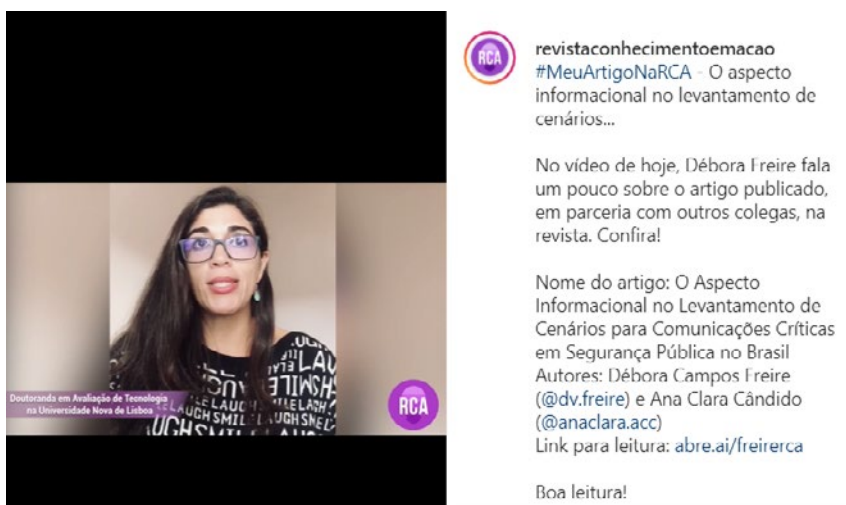 RCA
revistaconhecimentoemacao
#MeuArtigoNaRCA - O aspecto
informacional no levantamento de
cenários...
No vídeo de hoje, Débora Freire fala
um pouco sobre o artigo publicado,
em parceria com outros colegas, na
revista. Confira!
Nome do artigo: O Aspecto
Informacional no Levantamento de
Cenários para Comunicações Críticas
em Segurança Pública no Brasil
Autores: Débora Campos Freire
(@dv.freire) e Ana Clara Cândido
(@anaclara.acc)
Link para leitura: abre.ai/freirerca
Boa leitura!
Doutoranda em Avaliação de Tecnologia
na Universidade Nova de Lisboa
RCA
LAUGH SMILE